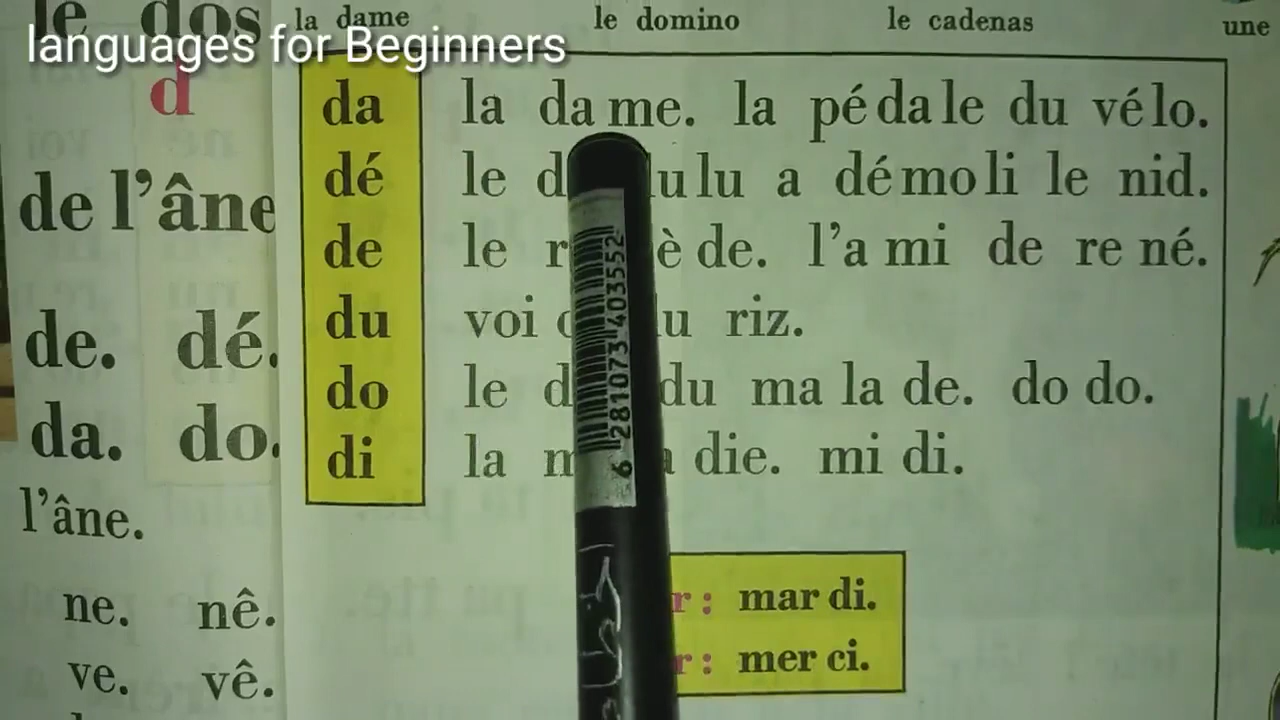 le dos
la dame le domino le cadenas une
languages for Beginners
d
de l'âne
de. dé.
da. do.
l'âne.
ne. nê.
ve. vê.
da la da me. la pé da le du vé lo.
dé le a dé mo li le nid.
de le l'a mi de re né.
du voi riz.
do le du ma la de. do do.
di la die. mi di.
r : mar di.
r : mer ci.
6 281073 403552